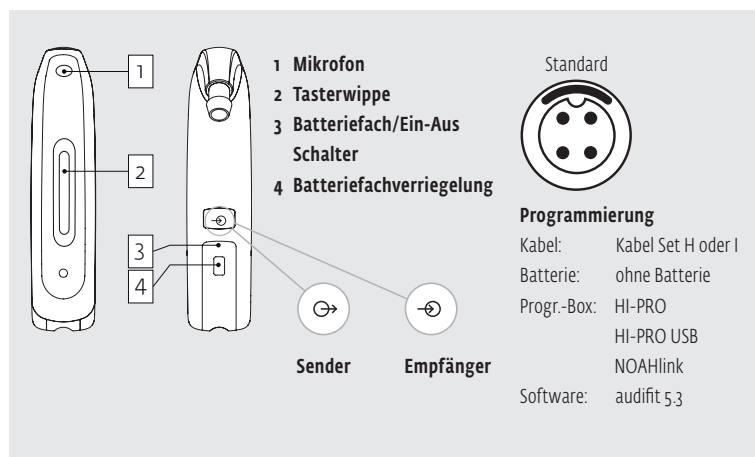 1
2
3
4
1 Mikrofon
2 Tasterwippe
3 Batteriefach/Ein-Aus
Schalter
4 Batteriefachverriegelung
Sender
Empfänger
Standard
Programmierung
Kabel: Kabel Set H oder I
Batterie: ohne Batterie
Progr.-Box: HI-PRO
HI-PRO USB
NOAHlink
Software: audifit 5.3